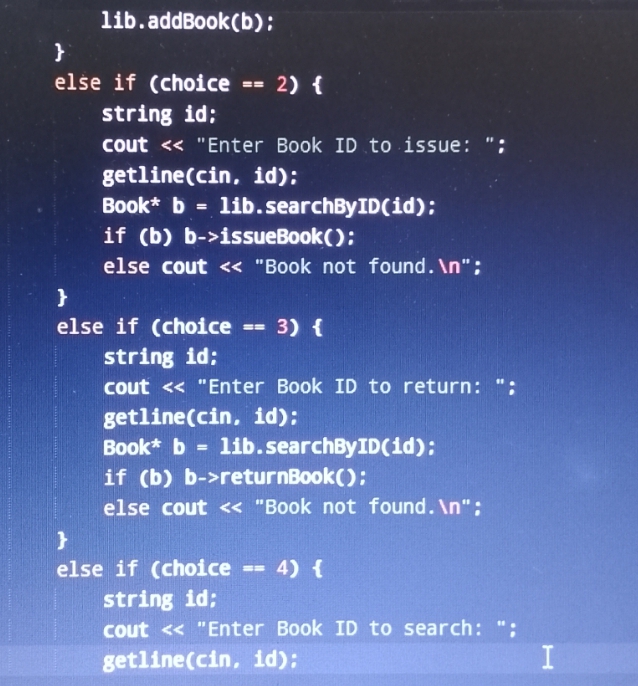 lib.addBook(b);
}
else if (choice == 2) {
string id;
cout << "Enter Book ID to issue: ";
getline(cin, id);
Book* b = lib.searchByID(id);
if (b) b->issueBook();
else cout << "Book not found.\n";
}
else if (choice == 3) {
string id;
cout << "Enter Book ID to return: ";
getline(cin, id);
Book* b = lib.searchByID(id);
if (b) b->returnBook();
else cout << "Book not found.\n";
}
else if (choice == 4) {
string id;
cout << "Enter Book ID to search: ";
getline(cin, id);